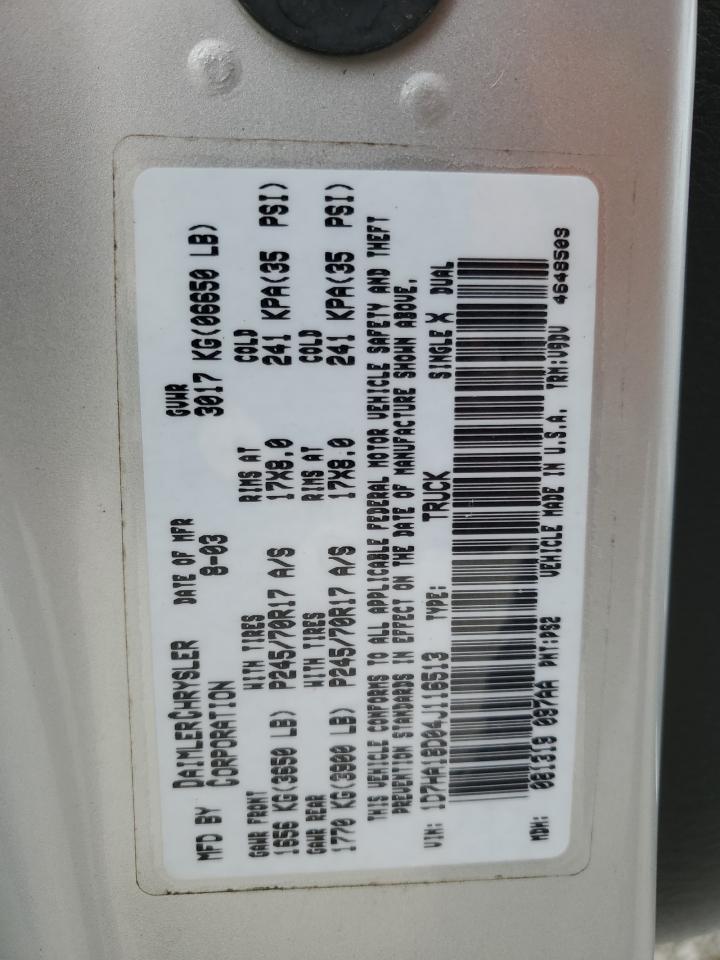 MFD BY DAIMLERCHRYSLER CORPORATION DATE OF MFR 8-03 GVWR 3017 KG(06650 LB)
GAWR FRONT WITH TIRES RIMS AT COLD
1656 KG(3650 LB) P245/70R17 A/S 17X8.0 241 KPA(35 PSI)
GAWR REAR WITH TIRES RIMS AT COLD
1770 KG(3900 LB) P245/70R17 A/S 17X8.0 241 KPA(35 PSI)
THIS VEHICLE CONFORMS TO ALL APPLICABLE FEDERAL MOTOR VEHICLE SAFETY AND THEFT
PREVENTION STANDARDS IN EFFECT ON THE DATE OF MANUFACTURE SHOWN ABOVE.
VIN: 1D7HA18D04J116513 TYPE: TRUCK SINGLE X DUAL
MDH: 081318 087AA PNT:PS2 VEHICLE MADE IN U.S.A. TRM:V9DV 4648509